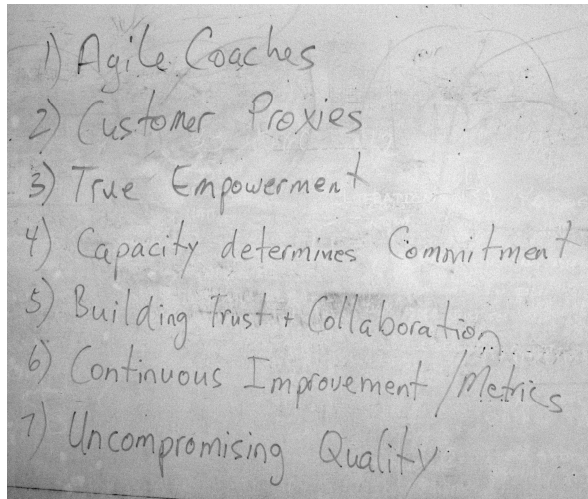 1) Agile Coaches
2) Customer Proxies
3) True Empowerment
4) Capacity determines Commitment
5) Building Trust + Collaboration
6) Continuous Improvement / Metrics
7) Uncompromising Quality